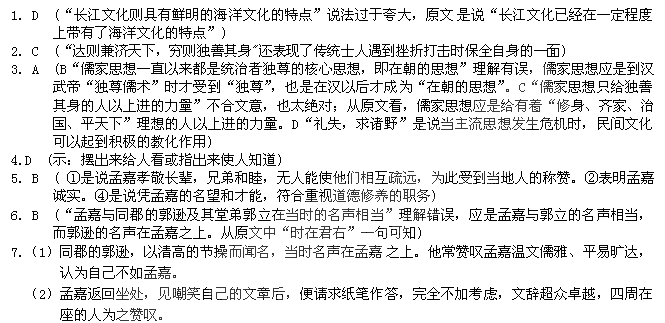 1. D （“长江文化则具有鲜明的海洋文化的特点”说法过于夸大，原文 是说“长江文化已经在一定程度
上带有了海洋文化的特点”）
2. C （“达则兼济天下，穷则独善其身”还表现了传统士人遇到挫折打击时保全自身的一面）
3. A （B“儒家思想一直以来都是统治者独尊的核心思想，即在朝的思想”理解有误，儒家思想应是到汉
武帝“独尊儒术”时才受到“独尊”，也是在汉以后才成为“在朝的思想”。C“儒家思想只给独善
其身的人以上进的力量”不合文意，也太绝对，从原文看，儒家思想应是给有着“修身、齐家、治
国、平天下”理想的人以上进的力量。D“礼失，求诸野”是说当主流思想发生危机时，民间文化
可以起到积极的教化作用）
4.D （示：摆出来给人看或指出来使人知道）
5. B （ ①是说孟嘉孝敬长辈，兄弟和睦，无人能使他们相互疏远，为此受到当地人的称赞。②表明孟嘉
诚实。④是说凭孟嘉的名望和才能，符合重视道德修养的职务）
6. B （“孟嘉与同郡的郭逊及其堂弟郭立在当时的名声相当”理解错误，应是孟嘉与郭立的名声相当，
而郭逊的名声在孟嘉之上。从原文中“时在君右”一句可知）
7.（1）同郡的郭逊，以清高的节操而闻名，当时名声在孟嘉 之上。他常赞叹孟嘉温文儒雅、平易旷达，
认为自己不如孟嘉。
（2）孟嘉返回坐处，见嘲笑自己的文章后，便请求纸笔作答，完全不加考虑，文辞超众卓越，四周在
座的人为之赞叹。